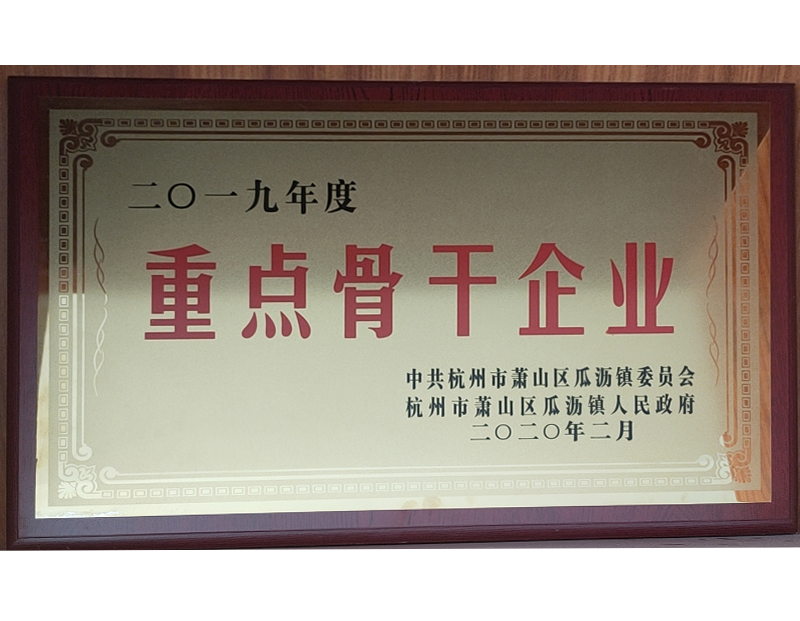 二〇一九年度
重点骨干企业
中共杭州市萧山区瓜沥镇委员会
杭州市萧山区瓜沥镇人民政府
二〇二〇年二月